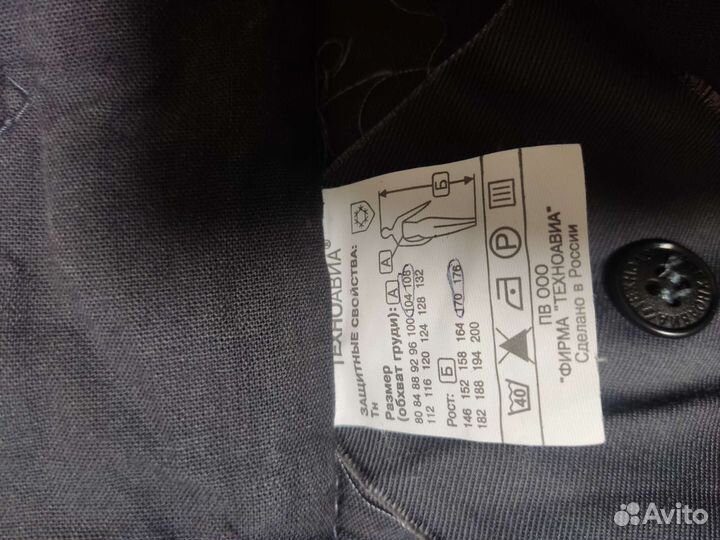 ТЕХНОАВИА®
ЗАЩИТНЫЕ СВОЙСТВА:
Тн
Размер
(обхват груди): А
80 84 88 92 96 100 104 108
112 116 120 124 128 132
Рост: Б
146 152 158 164 170 176
182 188 194 200
А
Б
40
P
ПВ ООО
"ФИРМА "ТЕХНОАВИА"
Сделано в России
Avito